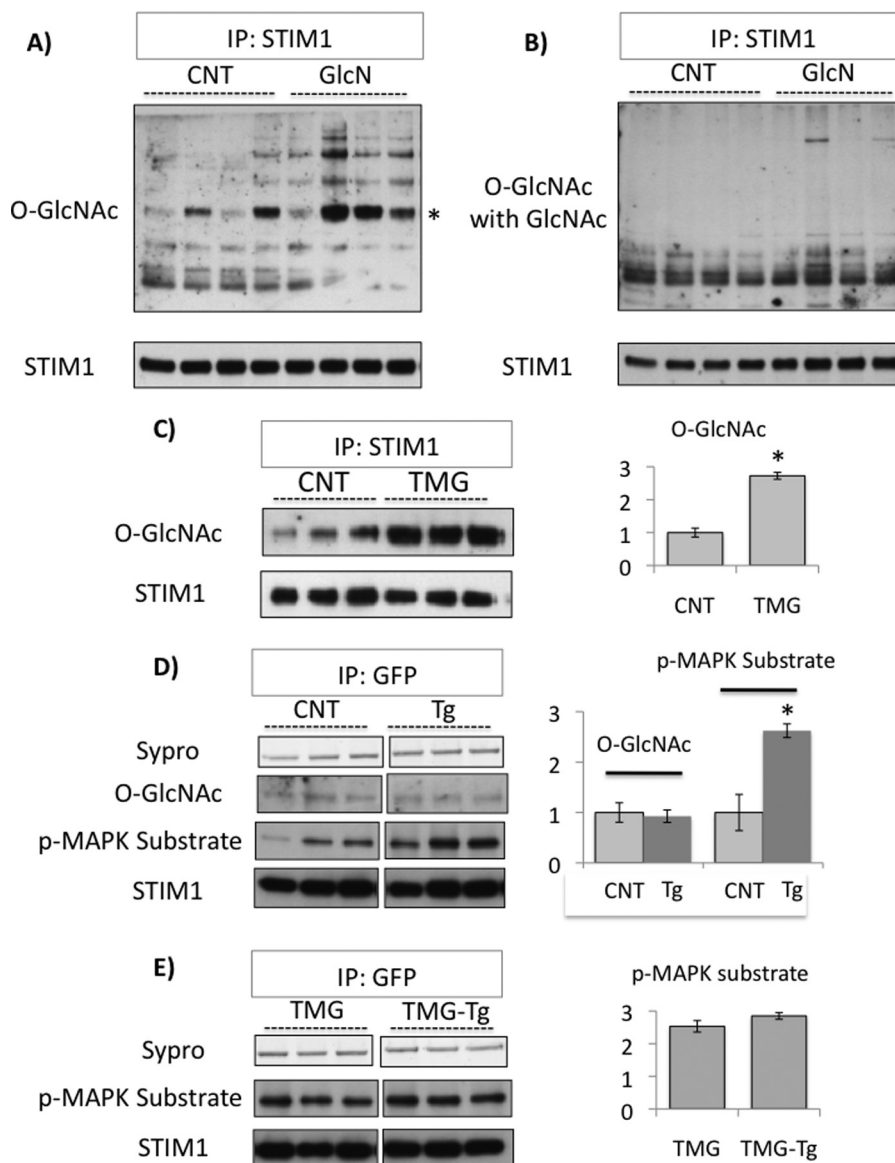 A)
IP: STIM1
CNT GlcN
O-GlcNAc
*
STIM1
B)
IP: STIM1
CNT GlcN
O-GlcNAc
with GlcNAc
STIM1
C)
IP: STIM1
CNT TMG
O-GlcNAc
STIM1
O-GlcNAc
*
3
2
1
0
CNT TMG
D)
IP: GFP
CNT Tg
Sypro
O-GlcNAc
p-MAPK Substrate
STIM1
p-MAPK Substrate
O-GlcNAc
*
3
2
1
0
CNT Tg CNT Tg
E)
IP: GFP
TMG TMG-Tg
Sypro
p-MAPK Substrate
STIM1
p-MAPK substrate
3
2
1
0
TMG TMG-Tg